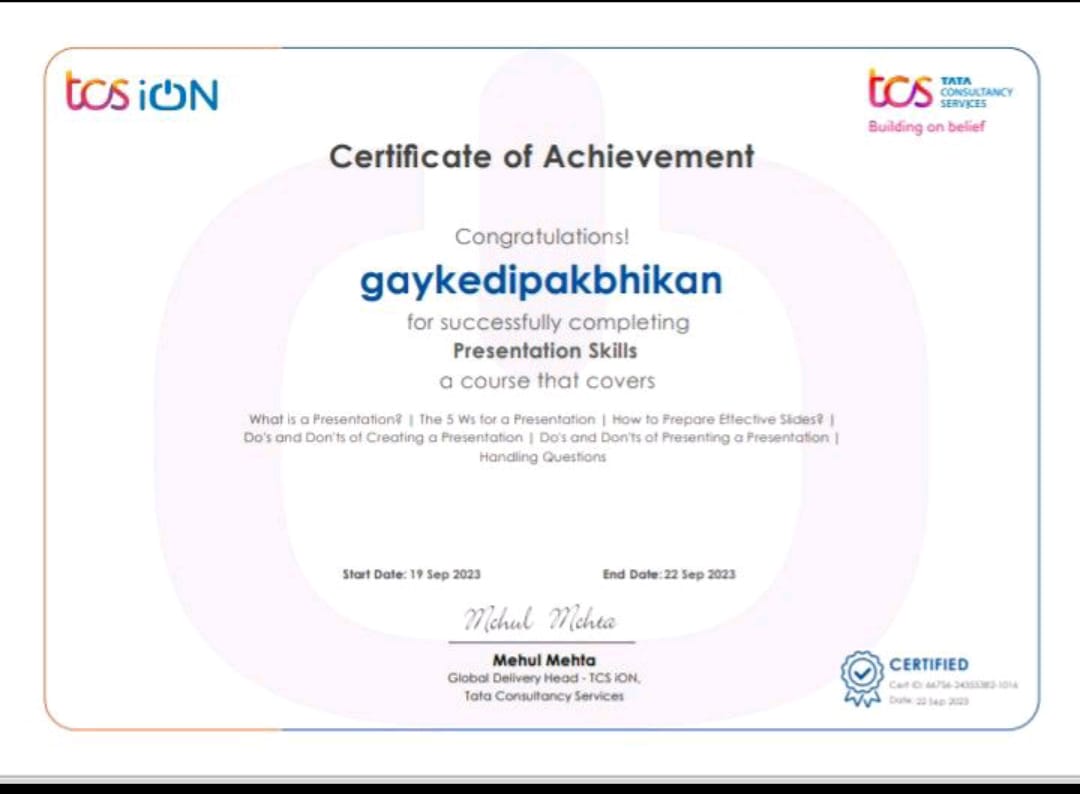 tcs iON
tcs TATA
CONSULTANCY
SERVICES
Building on belief
Certificate of Achievement
Congratulations!
gaykedipakbhikan
for successfully completing
Presentation Skills
a course that covers
What is a Presentation? | The 5 Ws for a Presentation | How to Prepare Effective Slides? |
Do's and Don'ts of Creating a Presentation | Do's and Don'ts of Presenting a Presentation |
Handling Questions
Start Date: 19 Sep 2023 End Date: 22 Sep 2023
Mehul Mehta
Mehul Mehta
Global Delivery Head - TCS iON,
Tata Consultancy Services
CERTIFIED
Cert ID:
Date: 22 Sep 2023